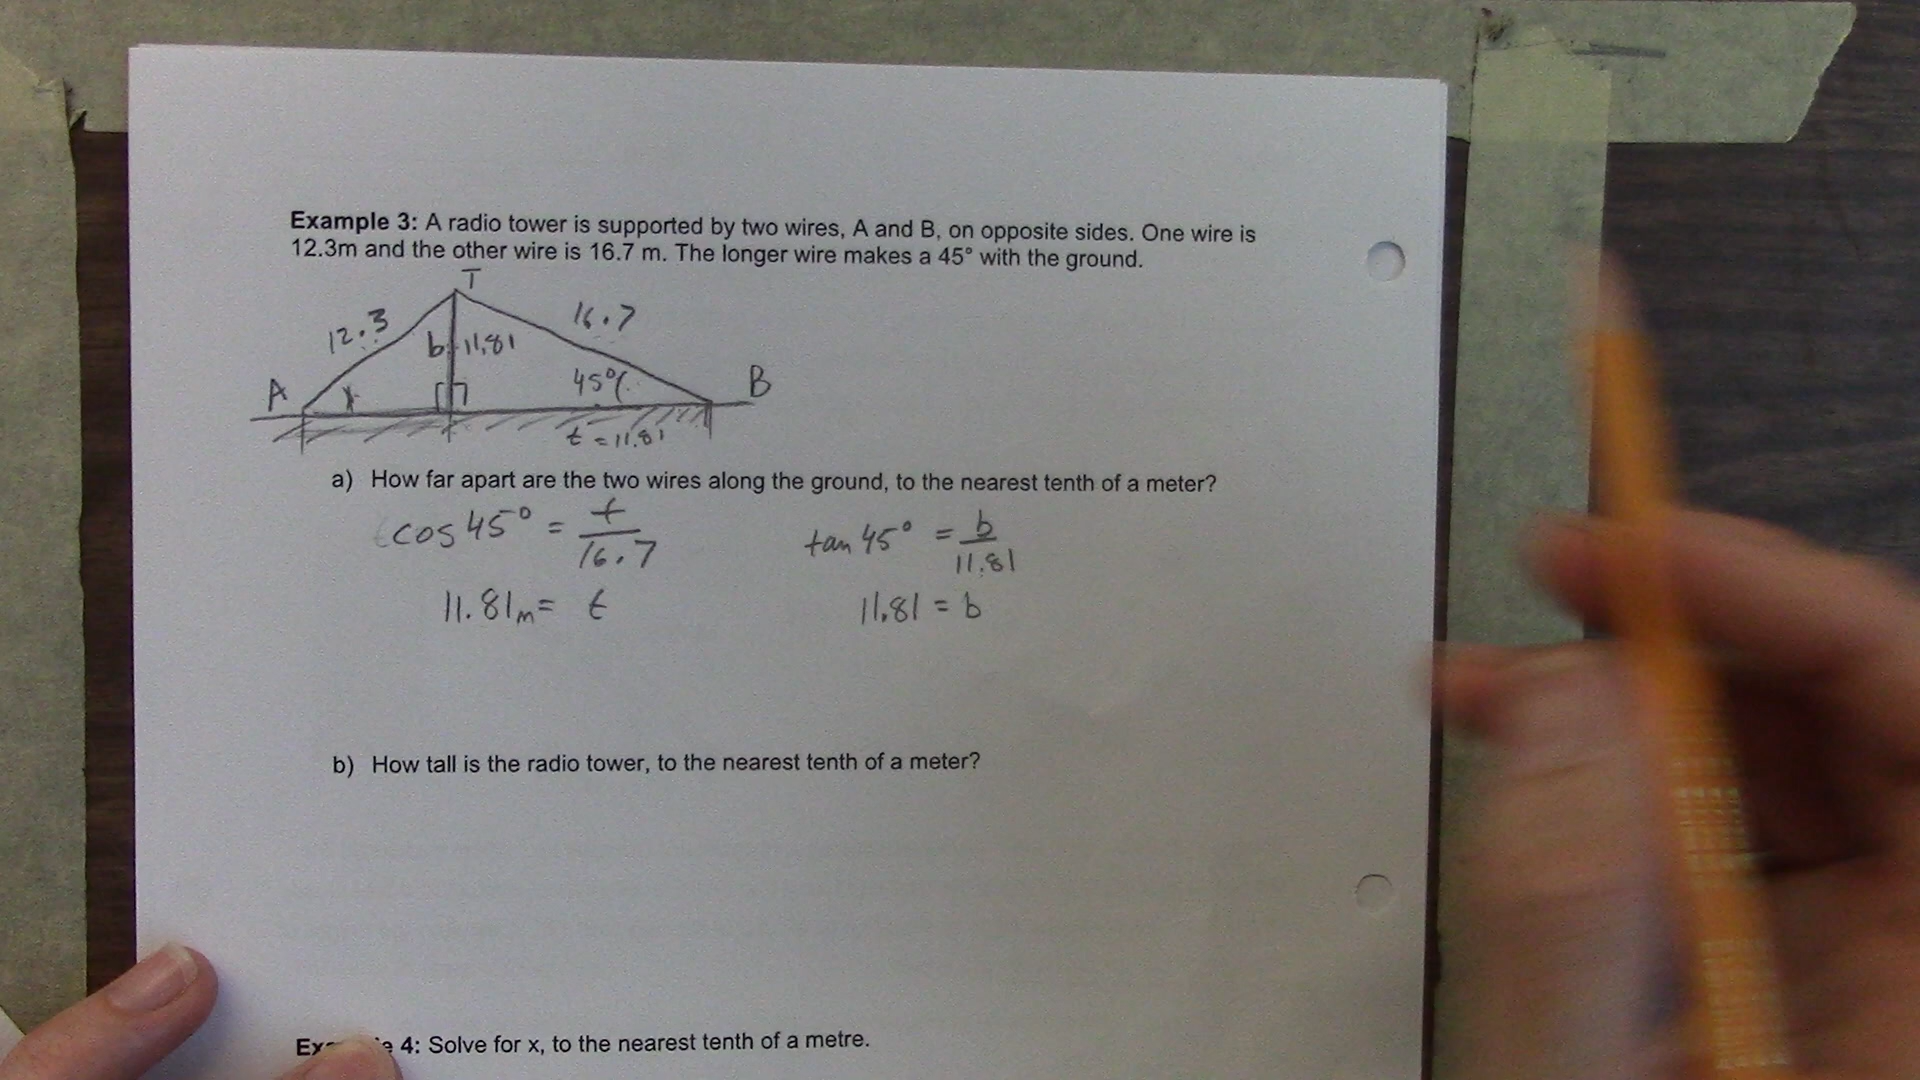 Example 3: A radio tower is supported by two wires, A and B, on opposite sides. One wire is
12.3m and the other wire is 16.7 m. The longer wire makes a 45° with the ground.
T
12.3
16.7
b
11.81
A
x
45°
B
t = 11.81
a) How far apart are the two wires along the ground, to the nearest tenth of a meter?
cos 45° = t/16.7
tan 45° = b/11.81
11.81m = t
11.81 = b
b) How tall is the radio tower, to the nearest tenth of a meter?
4: Solve for x, to the nearest tenth of a metre.